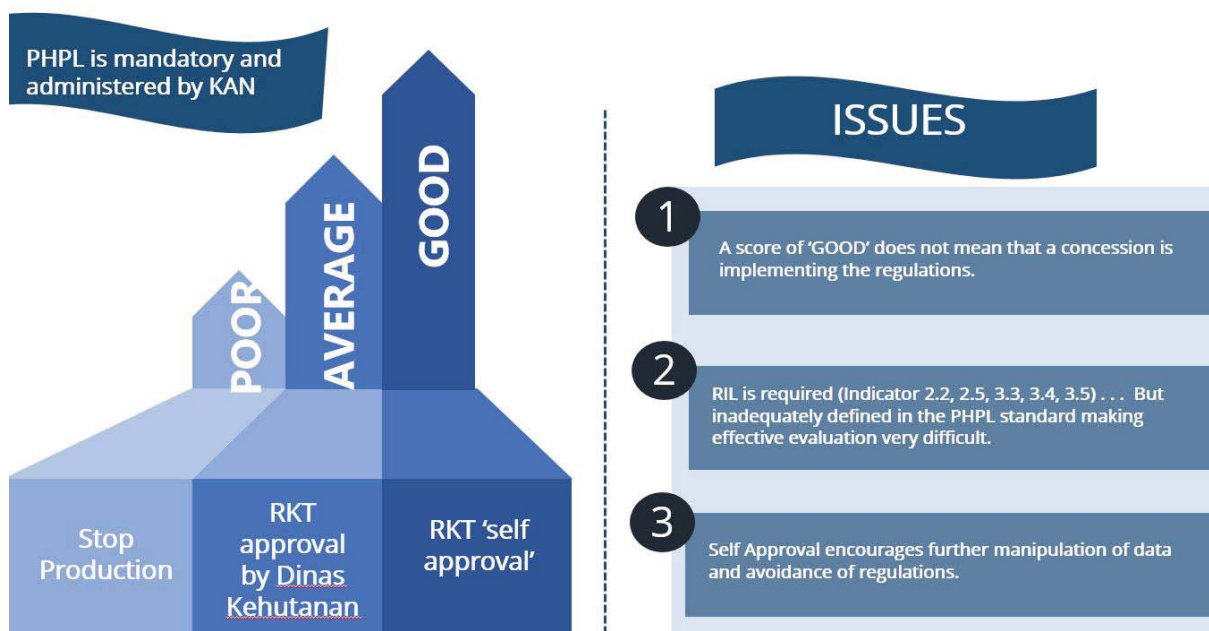 PHPL is mandatory and
administered by KAN
POOR
AVERAGE
GOOD
Stop
Production
RKT
approval
by Dinas
Kehutanan
RKT ‘self
approval’
ISSUES
1
A score of ‘GOOD’ does not mean that a concession is
implementing the regulations.
2
RIL is required (Indicator 2.2, 2.5, 3.3, 3.4, 3.5) . . .  But
inadequately defined in the PHPL standard making
effective evaluation very difficult.
3
Self Approval encourages further manipulation of data
and avoidance of regulations.